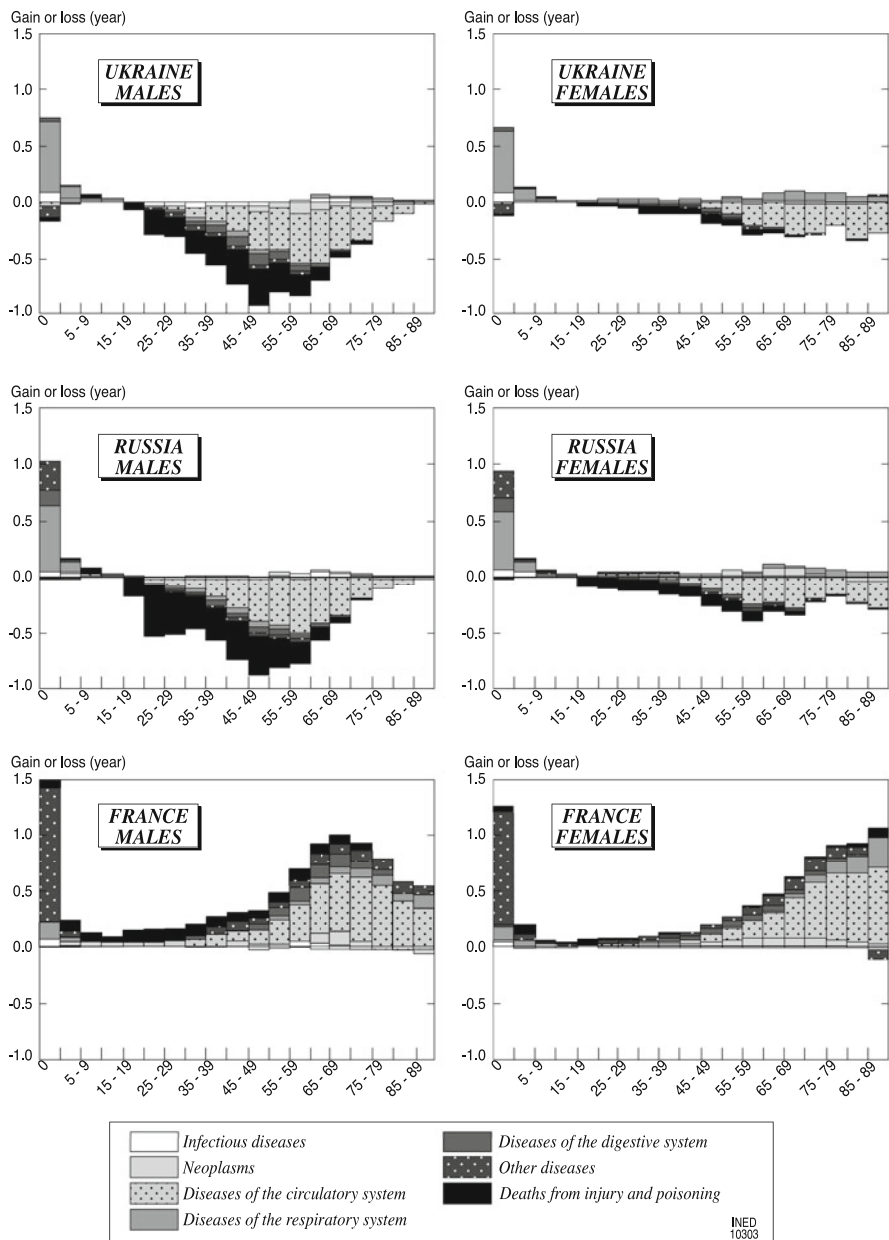 Gain or loss (year)
1.5
1.0
0.5
0.0
-0.5
-1.0
UKRAINE
MALES
0
5 - 9
15 - 19
25 - 29
35 - 39
45 - 49
55 - 59
65 - 69
75 - 79
85 - 89
Gain or loss (year)
1.5
1.0
0.5
0.0
-0.5
-1.0
UKRAINE
FEMALES
0
5 - 9
15 - 19
25 - 29
35 - 39
45 - 49
55 - 59
65 - 69
75 - 79
85 - 89
Gain or loss (year)
1.5
1.0
0.5
0.0
-0.5
-1.0
RUSSIA
MALES
0
5 - 9
15 - 19
25 - 29
35 - 39
45 - 49
55 - 59
65 - 69
75 - 79
85 - 89
Gain or loss (year)
1.5
1.0
0.5
0.0
-0.5
-1.0
RUSSIA
FEMALES
0
5 - 9
15 - 19
25 - 29
35 - 39
45 - 49
55 - 59
65 - 69
75 - 79
85 - 89
Gain or loss (year)
1.5
1.0
0.5
0.0
-0.5
-1.0
FRANCE
MALES
0
5 - 9
15 - 19
25 - 29
35 - 39
45 - 49
55 - 59
65 - 69
75 - 79
85 - 89
Gain or loss (year)
1.5
1.0
0.5
0.0
-0.5
-1.0
FRANCE
FEMALES
0
5 - 9
15 - 19
25 - 29
35 - 39
45 - 49
55 - 59
65 - 69
75 - 79
85 - 89
Infectious diseases
Neoplasms
Diseases of the circulatory system
Diseases of the respiratory system
Diseases of the digestive system
Other diseases
Deaths from injury and poisoning
INED
10303